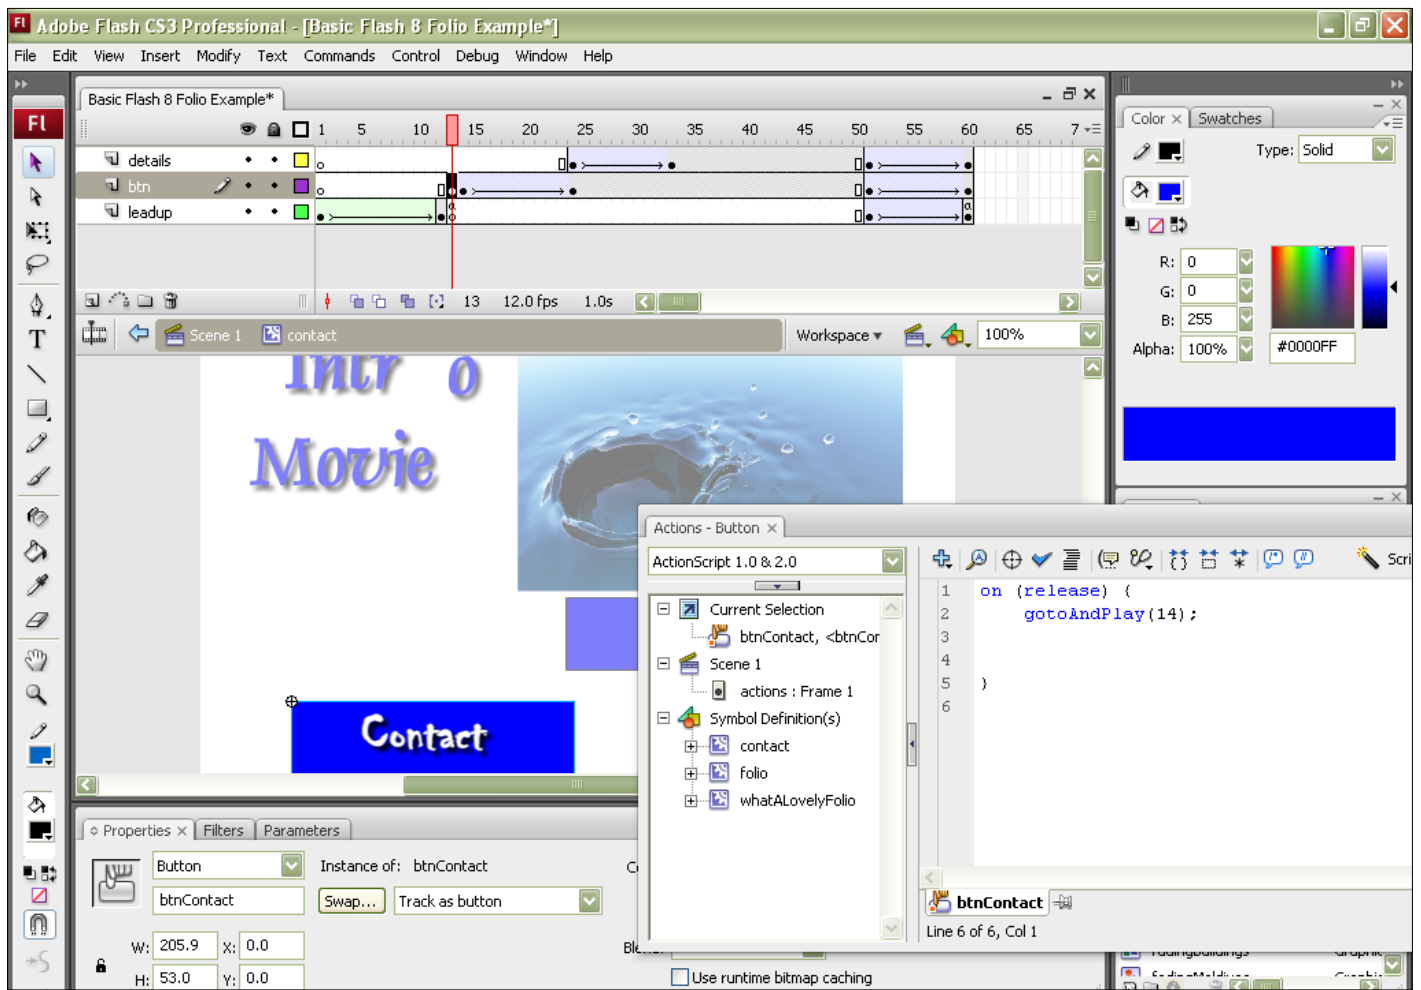 Adobe Flash CS3 Professional - [Basic Flash 8 Folio Example*]
File Edit View Insert Modify Text Commands Control Debug Window Help
Basic Flash 8 Folio Example*
1 5 10 15 20 25 30 35 40 45 50 55 60 65 7
details
btn
leadup
13 12.0 fps 1.0s
Scene 1 contact Workspace 100%
Fl
Intr o
Movie
Contact
Color Swatches
Type: Solid
R: 0
G: 0
B: 255
Alpha: 100% #0000FF
Actions - Button
ActionScript 1.0 & 2.0
Current Selection
btnContact, <btnCor
Scene 1
actions : Frame 1
Symbol Definition(s)
contact
folio
whatALovelyFolio
Scri
1 on (release) {
2 gotoAndPlay(14);
3
4
5 }
6
btnContact
Line 6 of 6, Col 1
Properties Filters Parameters
Button Instance of: btnContact
btnContact Swap... Track as button
W: 205.9 X: 0.0
H: 53.0 Y: 0.0
Use runtime bitmap caching